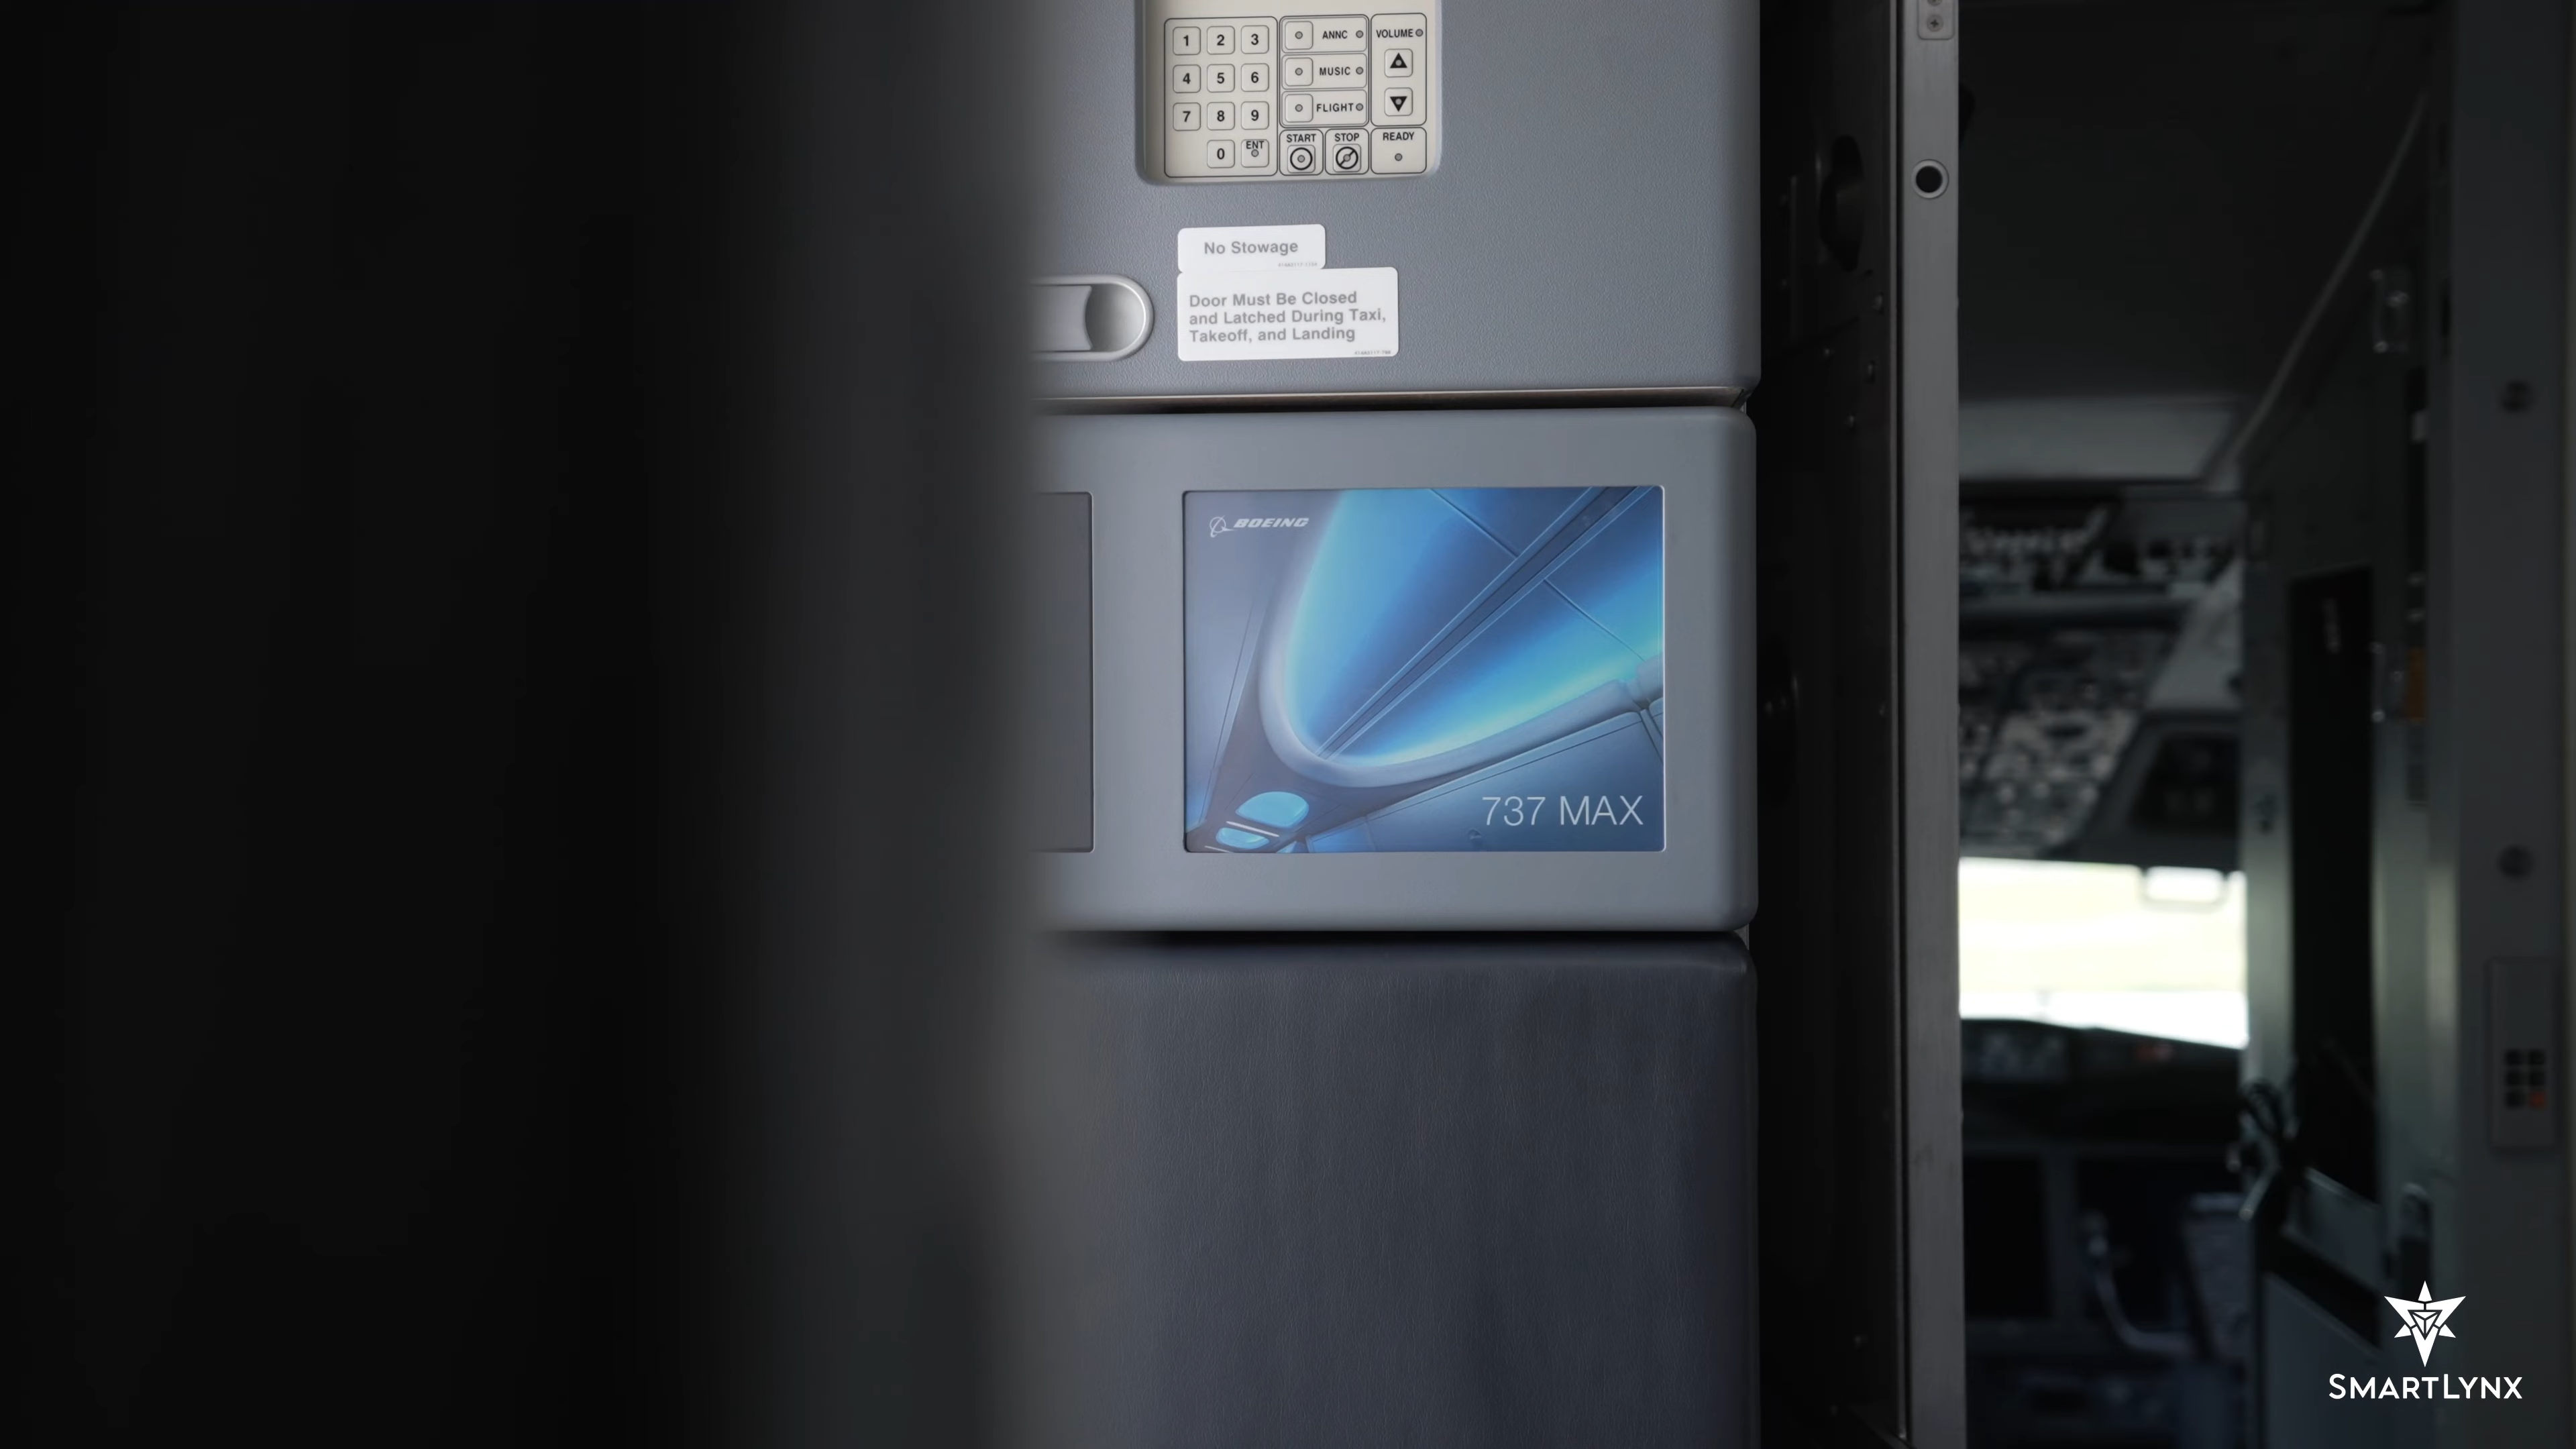 1 2 3
ANNC
VOLUME
4 5 6
MUSIC
7 8 9
FLIGHT
0 ENT
START
STOP
READY
No Stowage
Door Must Be Closed
and Latched During Taxi,
Takeoff, and Landing
BOEING
737 MAX
SMARTLYNX